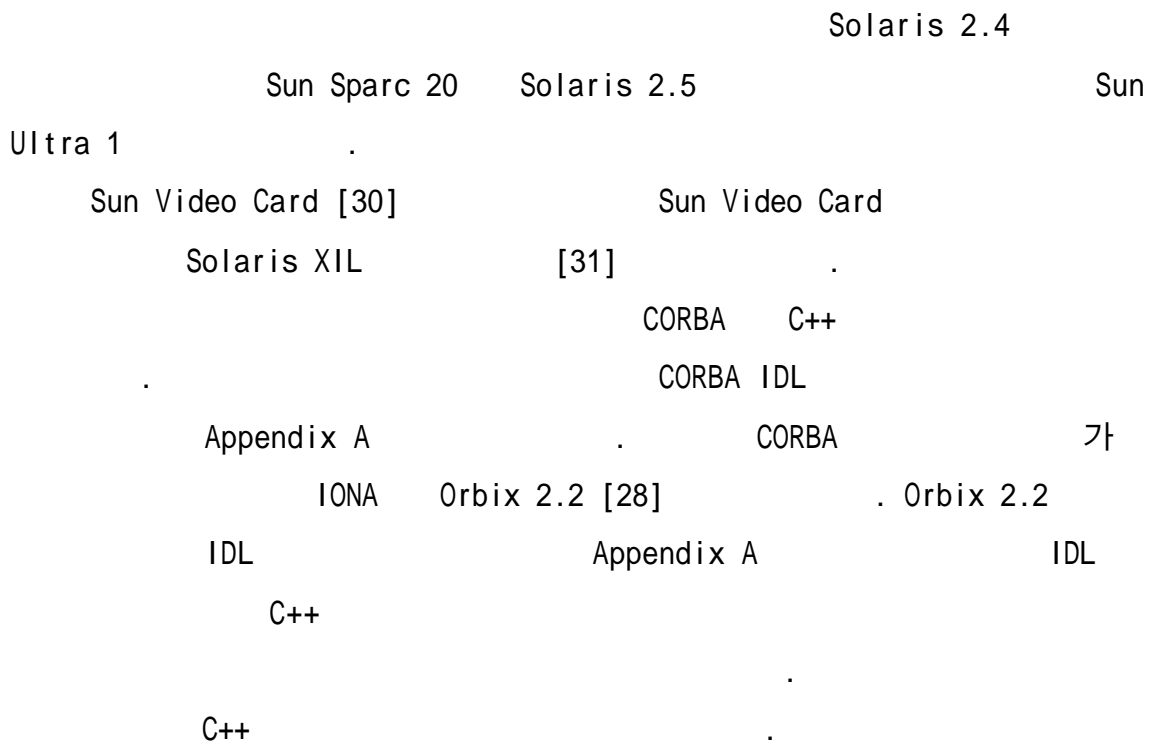 Solaris 2.4
Sun Sparc 20 Solaris 2.5 Sun
Ultra 1 .
Sun Video Card [30] Sun Video Card
Solaris XIL [31] .
CORBA C++
. CORBA IDL
Appendix A . CORBA 가
IONA Orbix 2.2 [28] . Orbix 2.2
IDL Appendix A IDL
C++
.
C++ .